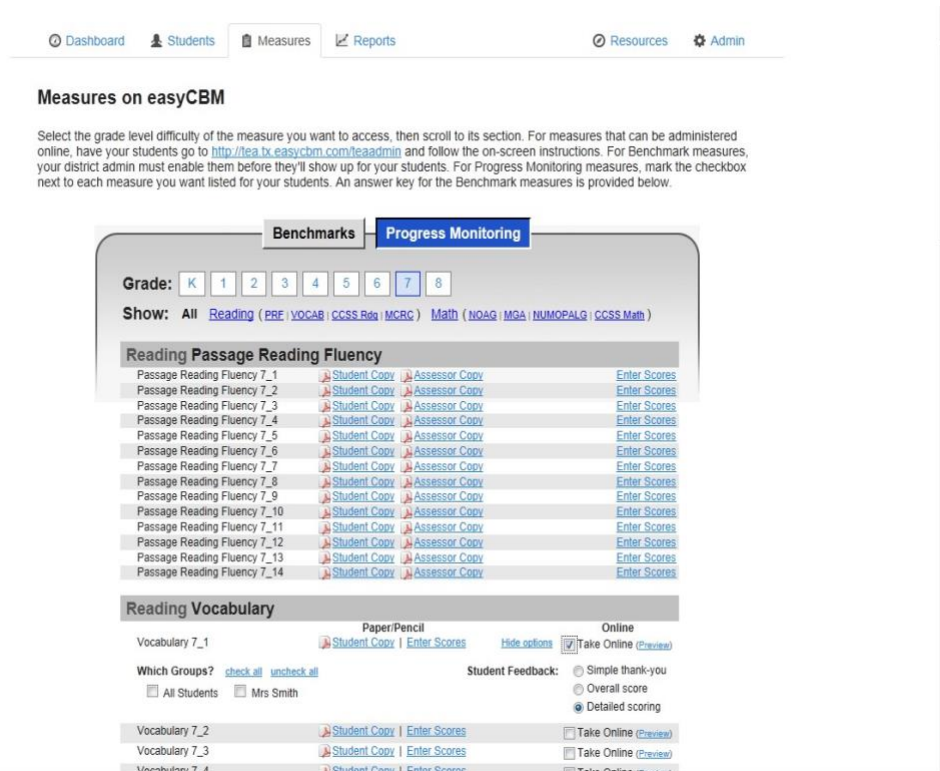 Dashboard Students Measures Reports Resources Admin
Measures on easyCBM
Select the grade level difficulty of the measure you want to access, then scroll to its section. For measures that can be administered
online, have your students go to http://tea.tx.easycbm.com/teaadmin and follow the on-screen instructions. For Benchmark measures,
your district admin must enable them before they'll show up for your students. For Progress Monitoring measures, mark the checkbox
next to each measure you want listed for your students. An answer key for the Benchmark measures is provided below.
Benchmarks Progress Monitoring
Grade: K 1 2 3 4 5 6 7 8
Show: All Reading ( PRF | VOCAB | CCSS Rdg | MCRC ) Math ( NOAG | MGA | NUMOPALG | CCSS Math )
Reading Passage Reading Fluency
Passage Reading Fluency 7_1 Student Copy Assessor Copy Enter Scores
Passage Reading Fluency 7_2 Student Copy Assessor Copy Enter Scores
Passage Reading Fluency 7_3 Student Copy Assessor Copy Enter Scores
Passage Reading Fluency 7_4 Student Copy Assessor Copy Enter Scores
Passage Reading Fluency 7_5 Student Copy Assessor Copy Enter Scores
Passage Reading Fluency 7_6 Student Copy Assessor Copy Enter Scores
Passage Reading Fluency 7_7 Student Copy Assessor Copy Enter Scores
Passage Reading Fluency 7_8 Student Copy Assessor Copy Enter Scores
Passage Reading Fluency 7_9 Student Copy Assessor Copy Enter Scores
Passage Reading Fluency 7_10 Student Copy Assessor Copy Enter Scores
Passage Reading Fluency 7_11 Student Copy Assessor Copy Enter Scores
Passage Reading Fluency 7_12 Student Copy Assessor Copy Enter Scores
Passage Reading Fluency 7_13 Student Copy Assessor Copy Enter Scores
Passage Reading Fluency 7_14 Student Copy Assessor Copy Enter Scores
Reading Vocabulary
Paper/Pencil Online
Vocabulary 7_1 Student Copy | Enter Scores Hide options Take Online (Preview)
Which Groups? check all uncheck all Student Feedback: Simple thank-you
All Students Mrs Smith Overall score
Detailed scoring
Vocabulary 7_2 Student Copy | Enter Scores Take Online (Preview)
Vocabulary 7_3 Student Copy | Enter Scores Take Online (Preview)
Vocabulary 7_4 Student Copy | Enter Scores Take Online